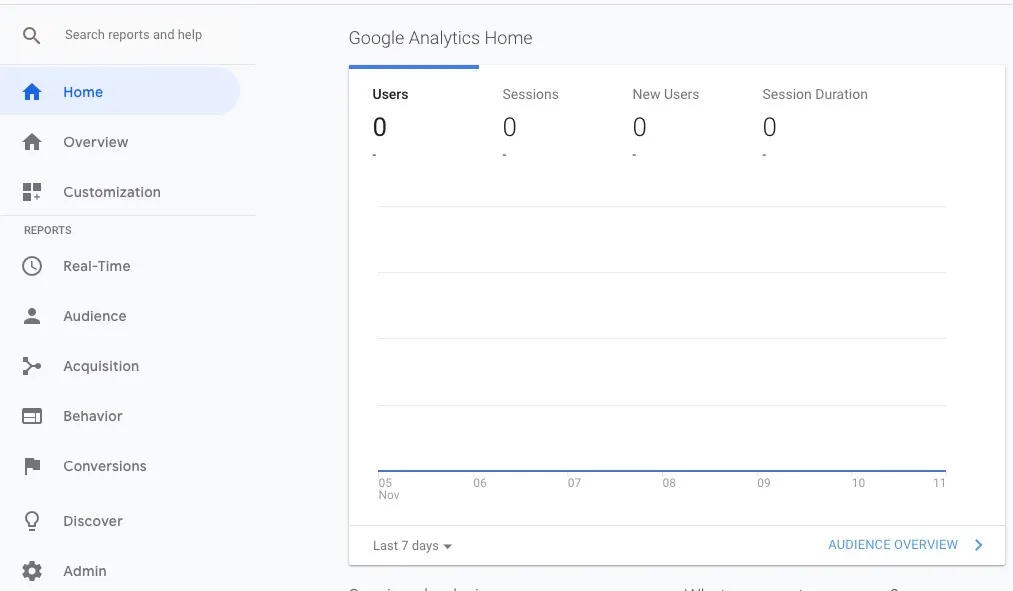 Search reports and help
Home
Overview
Customization
REPORTS
Real-Time
Audience
Acquisition
Behavior
Conversions
Discover
Admin
Google Analytics Home
Users Sessions New Users Session Duration
0 0 0 0
- - - -
05 06 07 08 09 10 11
Nov
Last 7 days
AUDIENCE OVERVIEW